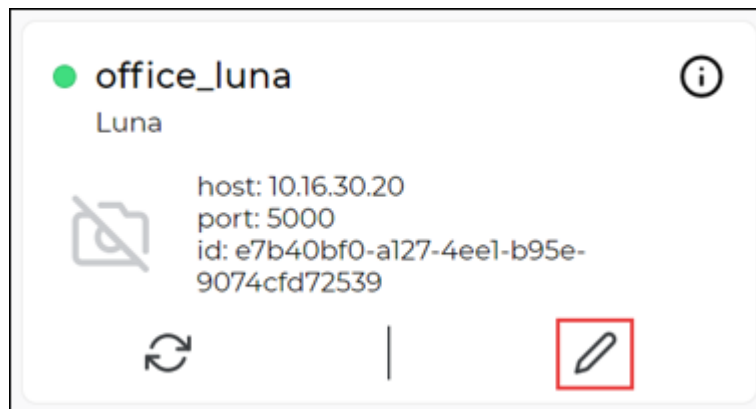 office_luna
Luna
host: 10.16.30.20
port: 5000
id: e7b40bf0-a127-4ee1-b95e-
9074cfd72539